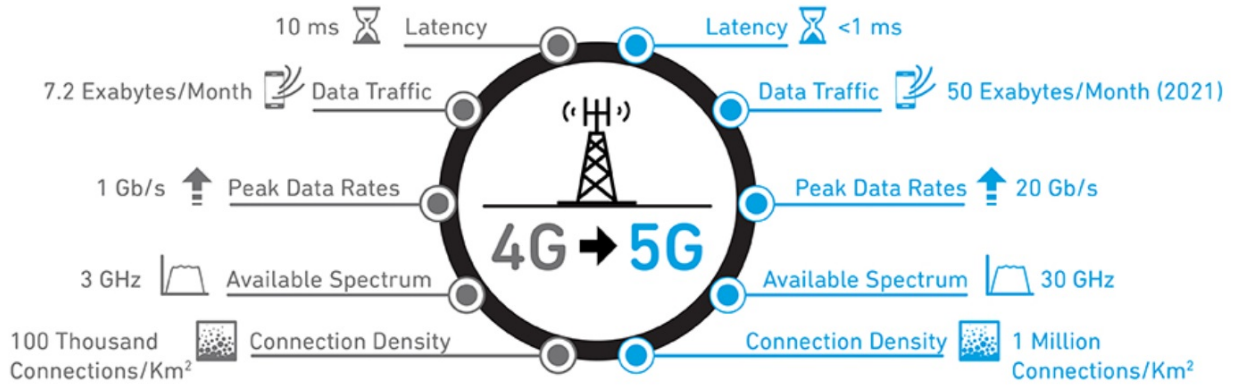 10 ms Latency
Latency <1 ms
7.2 Exabytes/Month Data Traffic
Data Traffic 50 Exabytes/Month (2021)
1 Gb/s Peak Data Rates
Peak Data Rates 20 Gb/s
4G 5G
3 GHz Available Spectrum
Available Spectrum 30 GHz
100 Thousand
Connections/Km²
Connection Density
Connection Density
1 Million
Connections/Km²